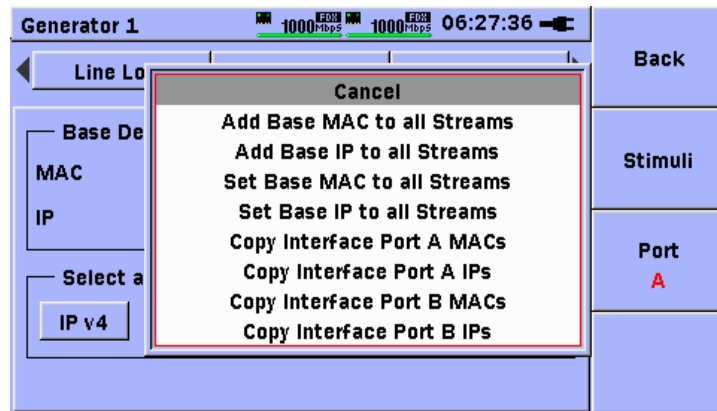 Generator 1
1000 FDX Mbps 1000 FDX Mbps 06:27:36
Line Lo
Base De
MAC
IP
Select a
IP v4
Cancel
Add Base MAC to all Streams
Add Base IP to all Streams
Set Base MAC to all Streams
Set Base IP to all Streams
Copy Interface Port A MACs
Copy Interface Port A IPs
Copy Interface Port B MACs
Copy Interface Port B IPs
Back
Stimuli
Port
A